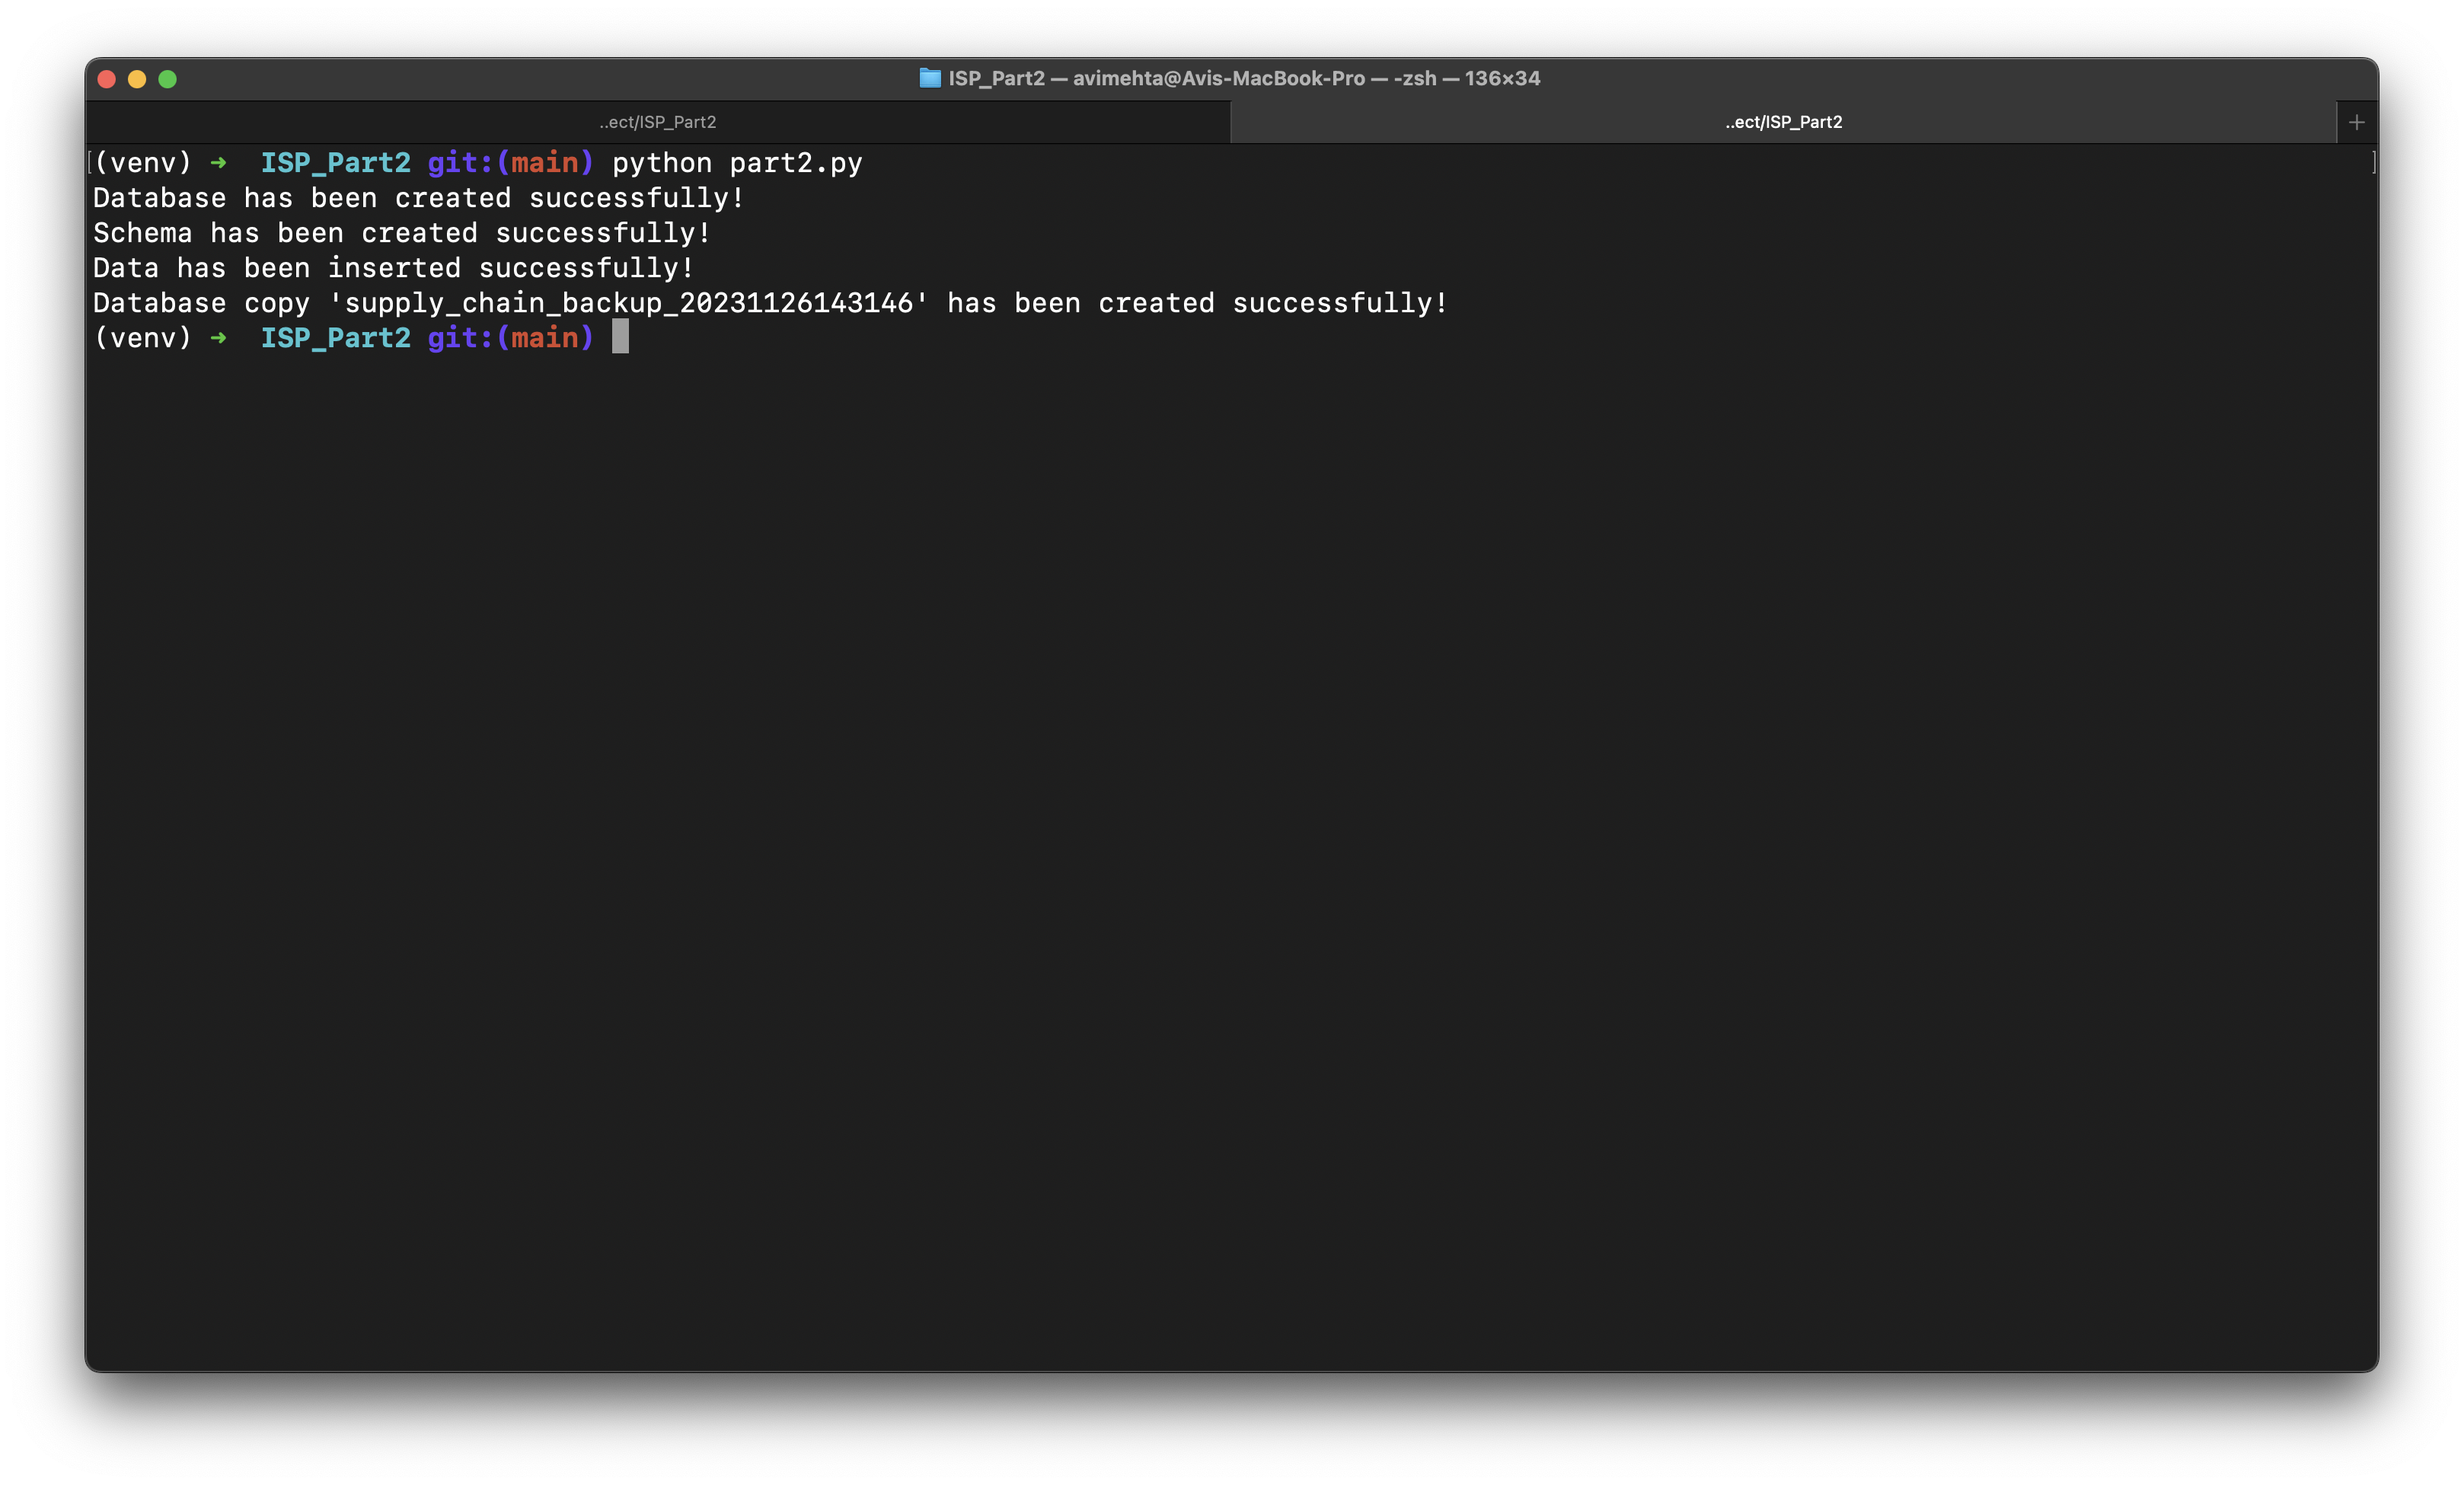 ISP_Part2 — avimehta@Avis-MacBook-Pro — -zsh — 136×34
..ect/ISP_Part2 ..ect/ISP_Part2 +
[(venv) ➜  ISP_Part2 git:(main) python part2.py ]
Database has been created successfully!
Schema has been created successfully!
Data has been inserted successfully!
Database copy 'supply_chain_backup_20231126143146' has been created successfully!
(venv) ➜  ISP_Part2 git:(main)